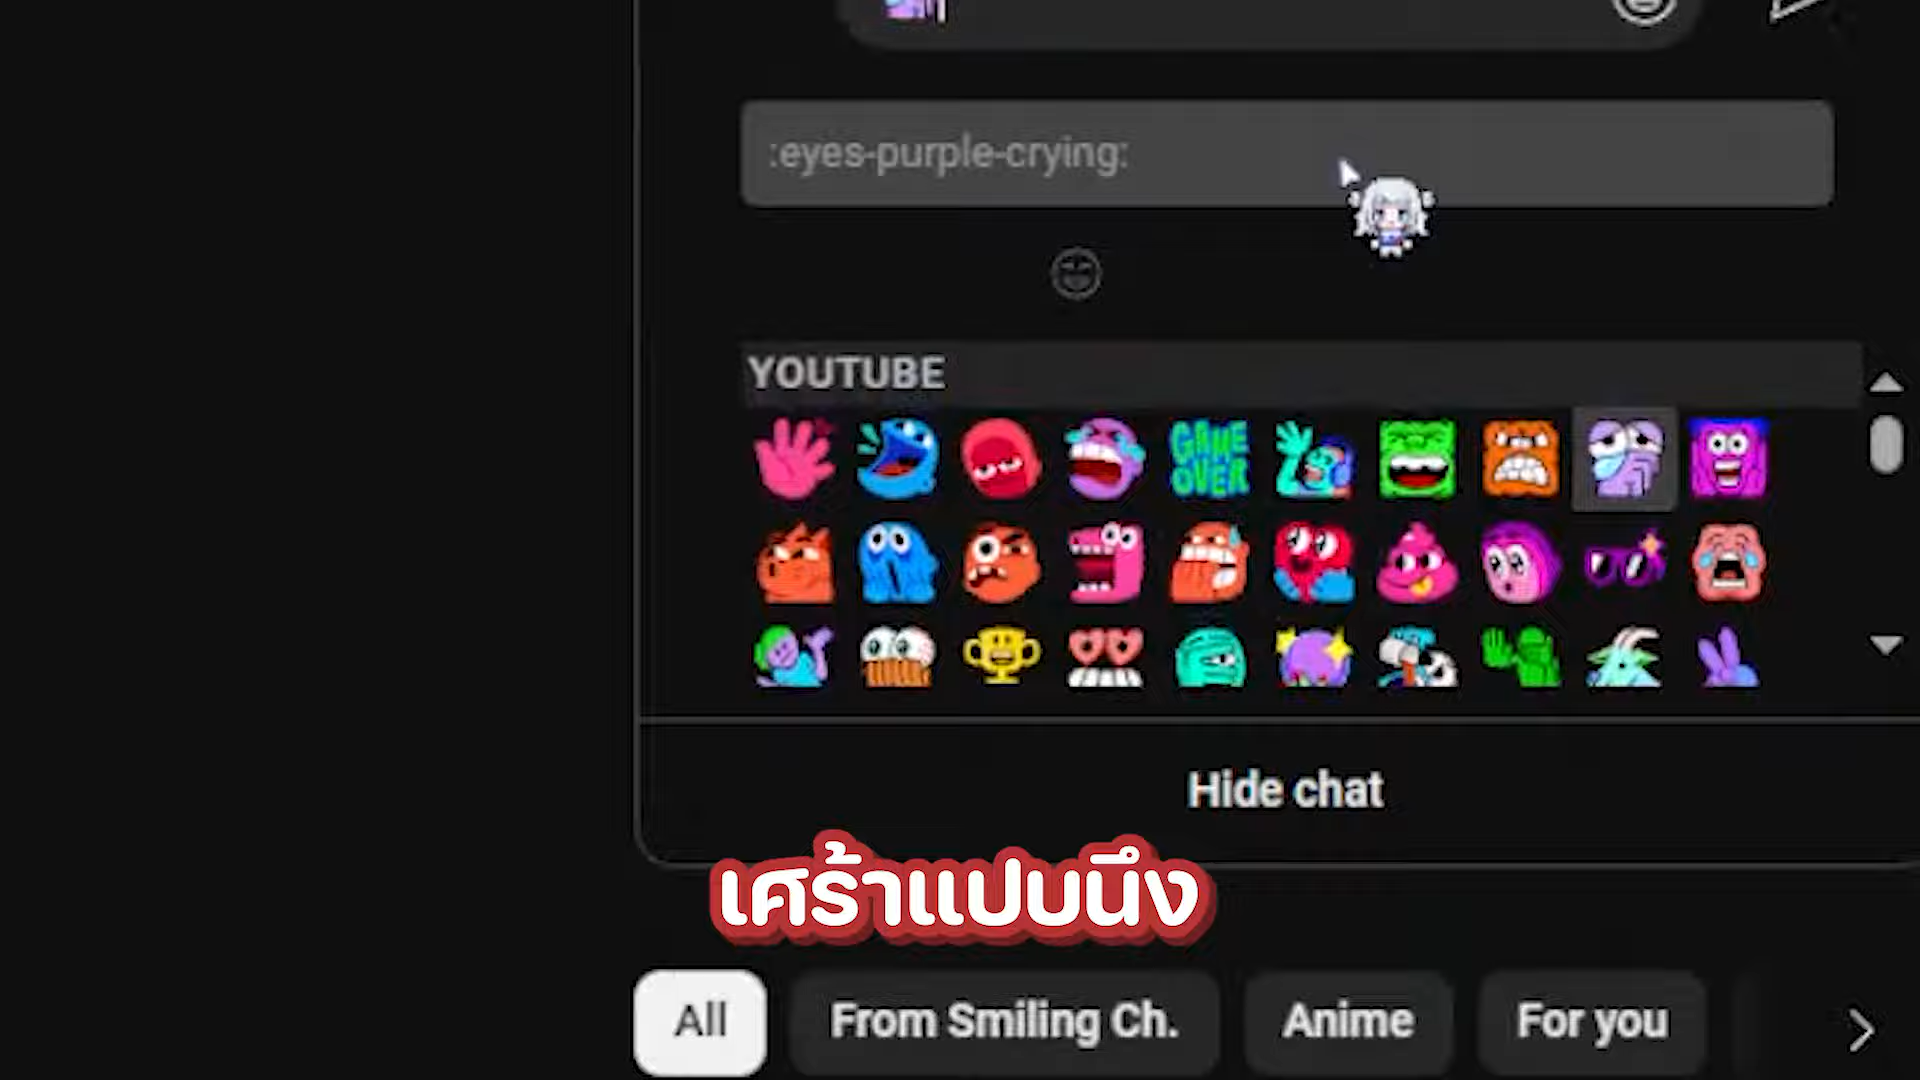 :eyes-purple-crying:
YOUTUBE
GAME
OVER
Hide chat
เศร้าแปบนึง
All
From Smiling Ch.
Anime
For you